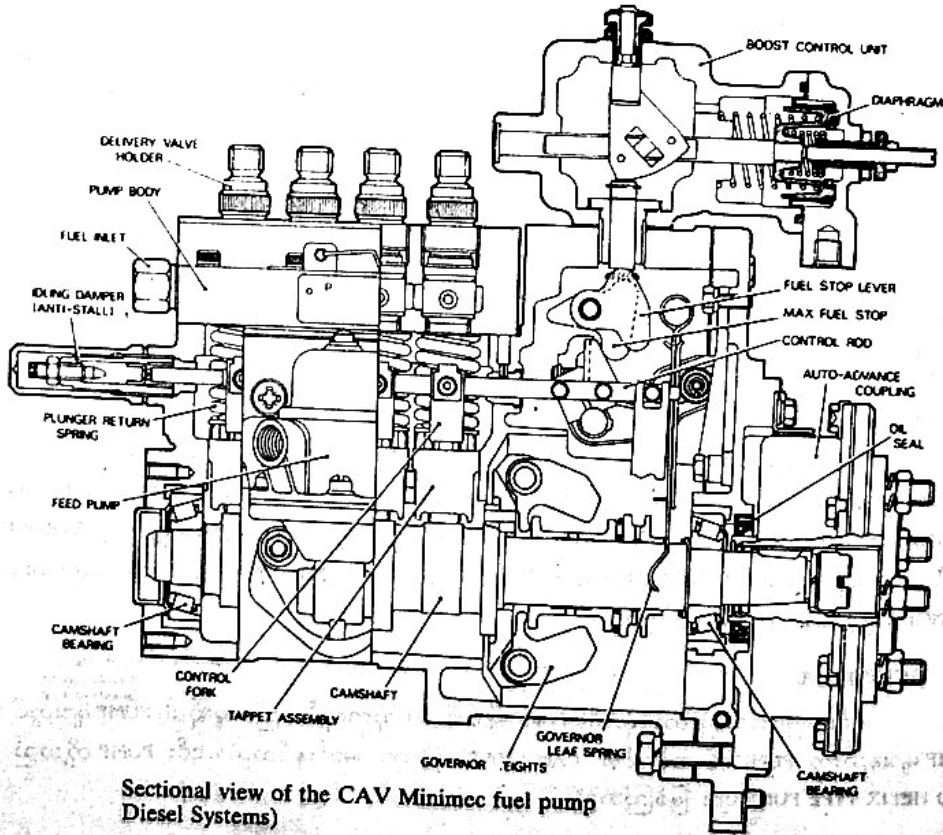 BOOST CONTROL UNIT
DIAPHRAGM
DELIVERY VALVE
HOLDER
PUMP BODY
FUEL INLET
IDLING DAMPER
(ANTI-STALL)
P
FUEL STOP LEVER
MAX FUEL STOP
CONTROL ROD
AUTO-ADVANCE
COUPLING
OIL
SEAL
PLUNGER RETURN
SPRING
FEED PUMP
CAMSHAFT
BEARING
CONTROL
FORK
TAPPET ASSEMBLY
CAMSHAFT
GOVERNOR .EIGHTS
GOVERNOR
LEAF SPRING
CAMSHAFT
BEARING
Sectional view of the CAV Minimec fuel pump
Diesel Systems)